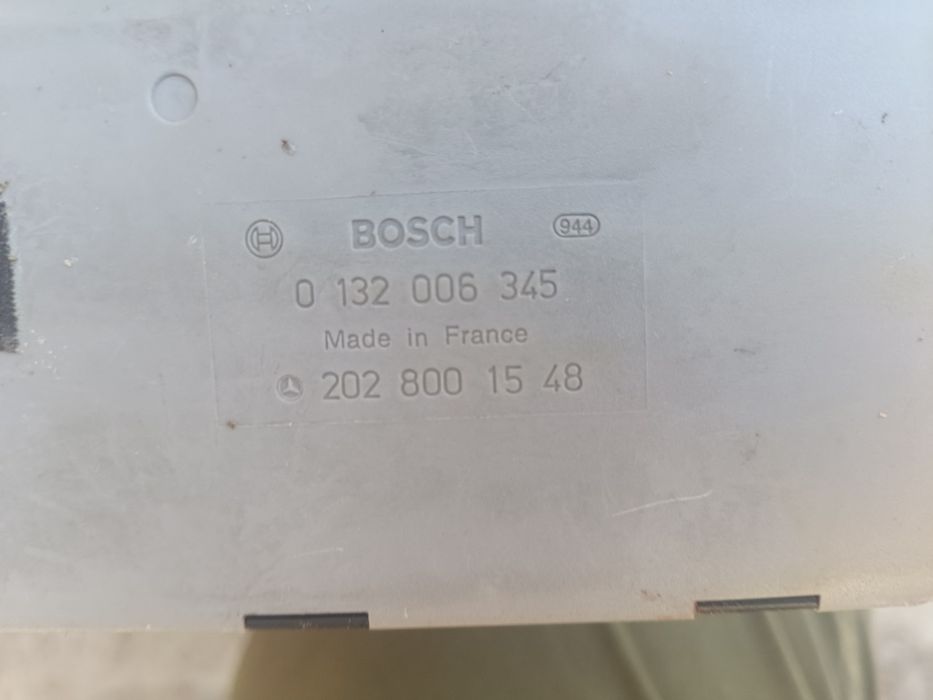 BOSCH 944
0 132 006 345
Made in France
202 800 15 48